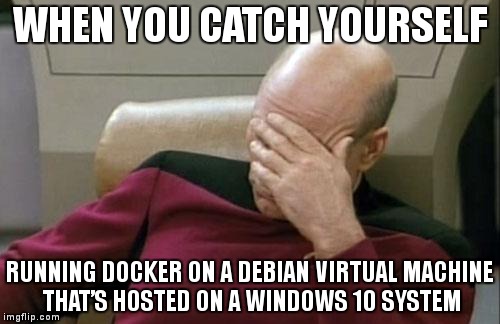 WHEN YOU CATCH YOURSELF
RUNNING DOCKER ON A DEBIAN VIRTUAL MACHINE
THAT'S HOSTED ON A WINDOWS 10 SYSTEM
imgflip.com